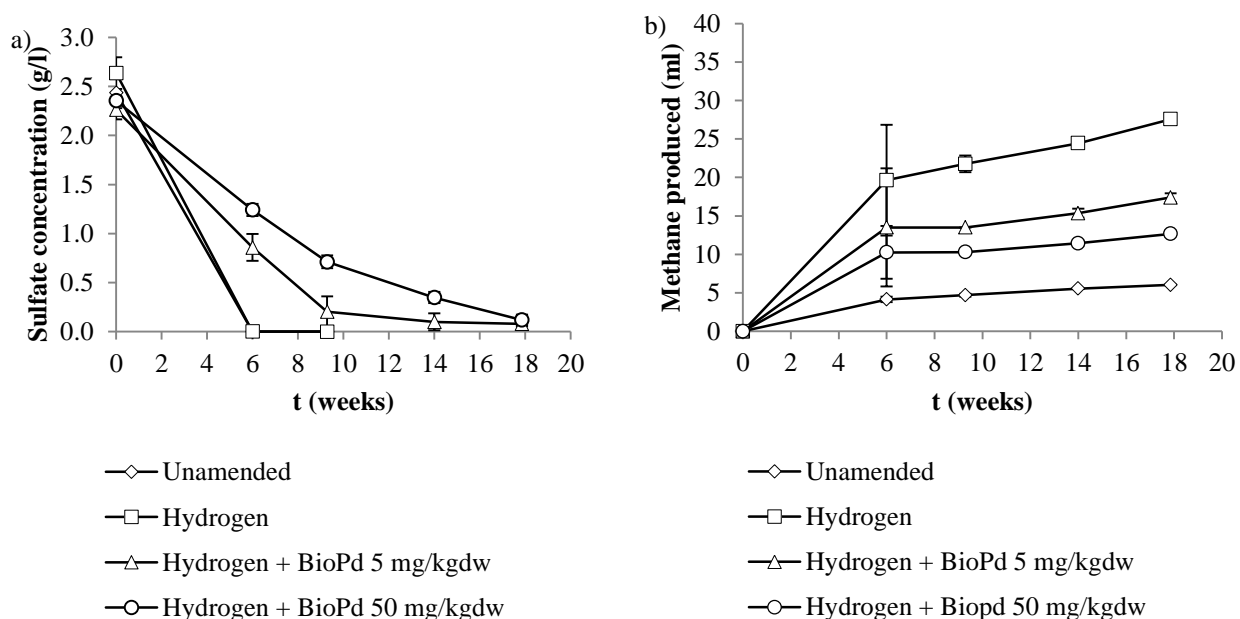 a)
Sulfate concentration (g/l)
3.0
2.5
2.0
1.5
1.0
0.5
0.0
0 2 4 6 8 10 12 14 16 18 20
t (weeks)
Unamended
Hydrogen
Hydrogen + BioPd 5 mg/kgdw
Hydrogen + BioPd 50 mg/kgdw
b)
Methane produced (ml)
40
35
30
25
20
15
10
5
0
0 2 4 6 8 10 12 14 16 18 20
t (weeks)
Unamended
Hydrogen
Hydrogen + BioPd 5 mg/kgdw
Hydrogen + Biopd 50 mg/kgdw